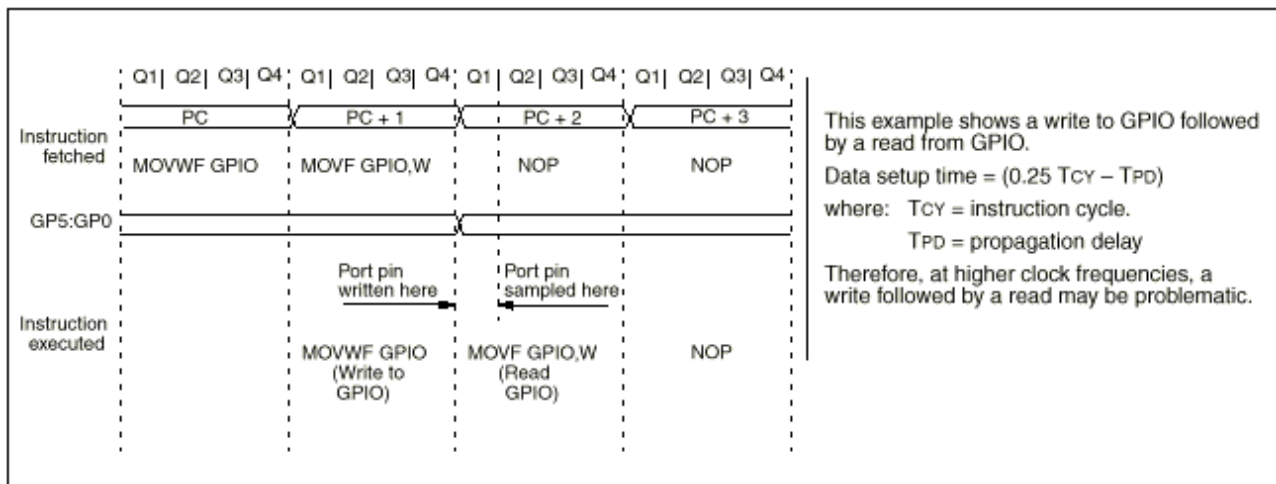 Q1| Q2| Q3| Q4 Q1| Q2| Q3| Q4 Q1| Q2| Q3| Q4 Q1| Q2| Q3| Q4
PC PC + 1 PC + 2 PC + 3
Instruction
fetched
MOVWF GPIO MOVF GPIO,W NOP NOP
GP5:GP0
Port pin
written here
Port pin
sampled here
Instruction
executed
MOVWF GPIO
(Write to
GPIO)
MOVF GPIO,W
(Read
GPIO)
NOP
This example shows a write to GPIO followed
by a read from GPIO.
Data setup time = (0.25 TCY – TPD)
where: TCY = instruction cycle.
TPD = propagation delay
Therefore, at higher clock frequencies, a
write followed by a read may be problematic.